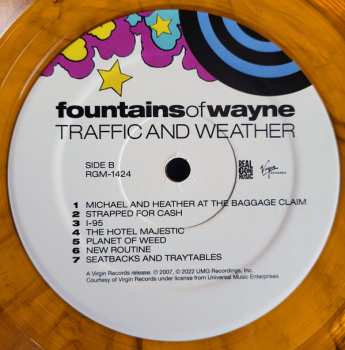 fountainsofwayne
TRAFFIC AND WEATHER
SIDE B
RGM-1424
REAL
GONE
MUSIC
Virgin
RECORDS
1 MICHAEL AND HEATHER AT THE BAGGAGE CLAIM
2 STRAPPED FOR CASH
3 I-95
4 THE HOTEL MAJESTIC
5 PLANET OF WEED
6 NEW ROUTINE
7 SEATBACKS AND TRAYTABLES
A Virgin Records release. ℗ 2007, © 2022 UMG Recordings, Inc.
Courtesy of Virgin Records under license from Universal Music Enterprises